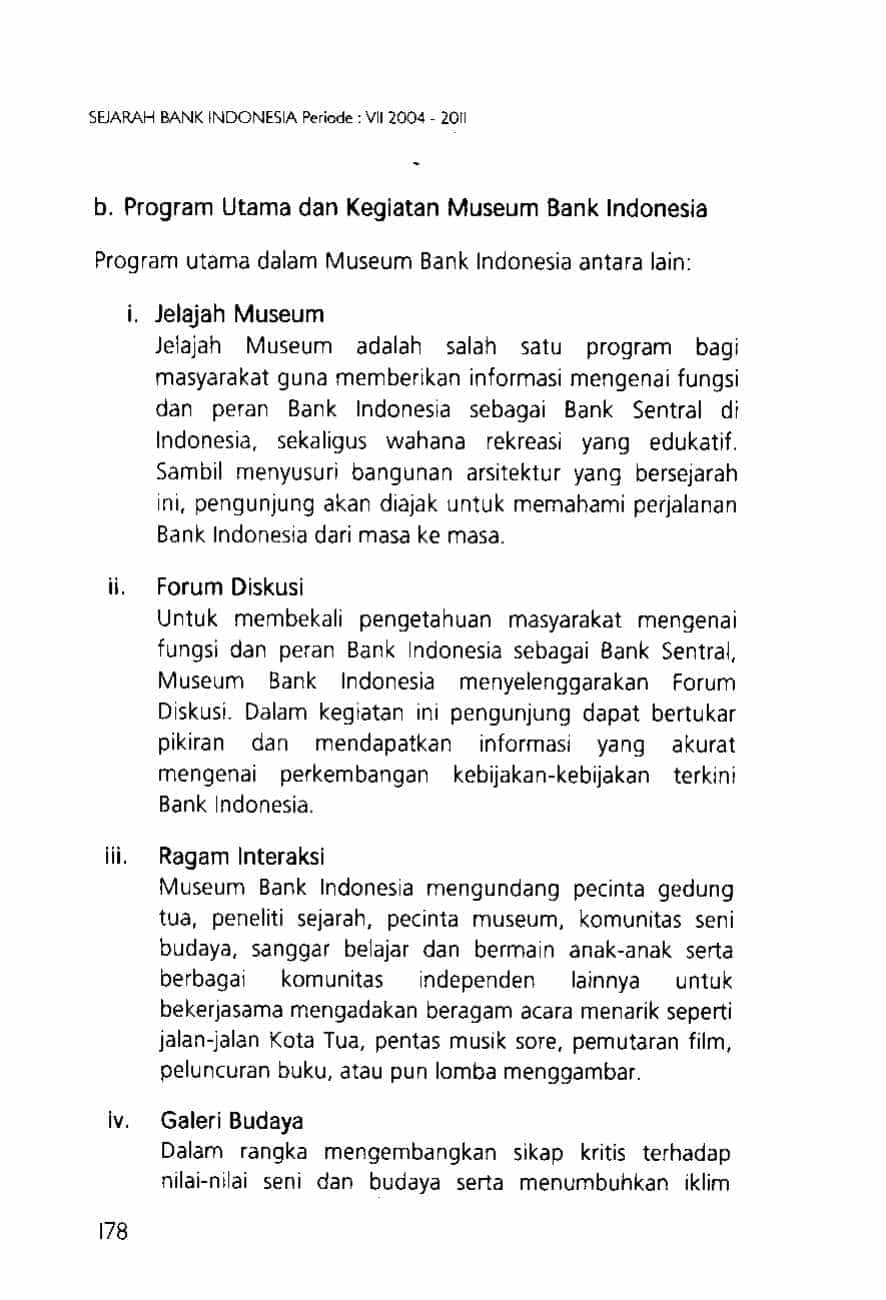 SEJARAH BANK INDONESIA Periode : VII 2004 - 2011
b. Program Utama dan Kegiatan Museum Bank Indonesia
Program utama dalam Museum Bank Indonesia antara lain:
i. Jelajah Museum
Jelajah Museum adalah salah satu program bagi
masyarakat guna memberikan informasi mengenai fungsi
dan peran Bank Indonesia sebagai Bank Sentral di
Indonesia, sekaligus wahana rekreasi yang edukatif.
Sambil menyusuri bangunan arsitektur yang bersejarah
ini, pengunjung akan diajak untuk memahami perjalanan
Bank Indonesia dari masa ke masa.
ii. Forum Diskusi
Untuk membekali pengetahuan masyarakat mengenai
fungsi dan peran Bank Indonesia sebagai Bank Sentral,
Museum Bank Indonesia menyelenggarakan Forum
Diskusi. Dalam kegiatan ini pengunjung dapat bertukar
pikiran dan mendapatkan informasi yang akurat
mengenai perkembangan kebijakan-kebijakan terkini
Bank Indonesia.
iii. Ragam Interaksi
Museum Bank Indonesia mengundang pecinta gedung
tua, peneliti sejarah, pecinta museum, komunitas seni
budaya, sanggar belajar dan bermain anak-anak serta
berbagai komunitas independen lainnya untuk
bekerjasama mengadakan beragam acara menarik seperti
jalan-jalan Kota Tua, pentas musik sore, pemutaran film,
peluncuran buku, atau pun lomba menggambar.
iv. Galeri Budaya
Dalam rangka mengembangkan sikap kritis terhadap
nilai-nilai seni dan budaya serta menumbuhkan iklim
178